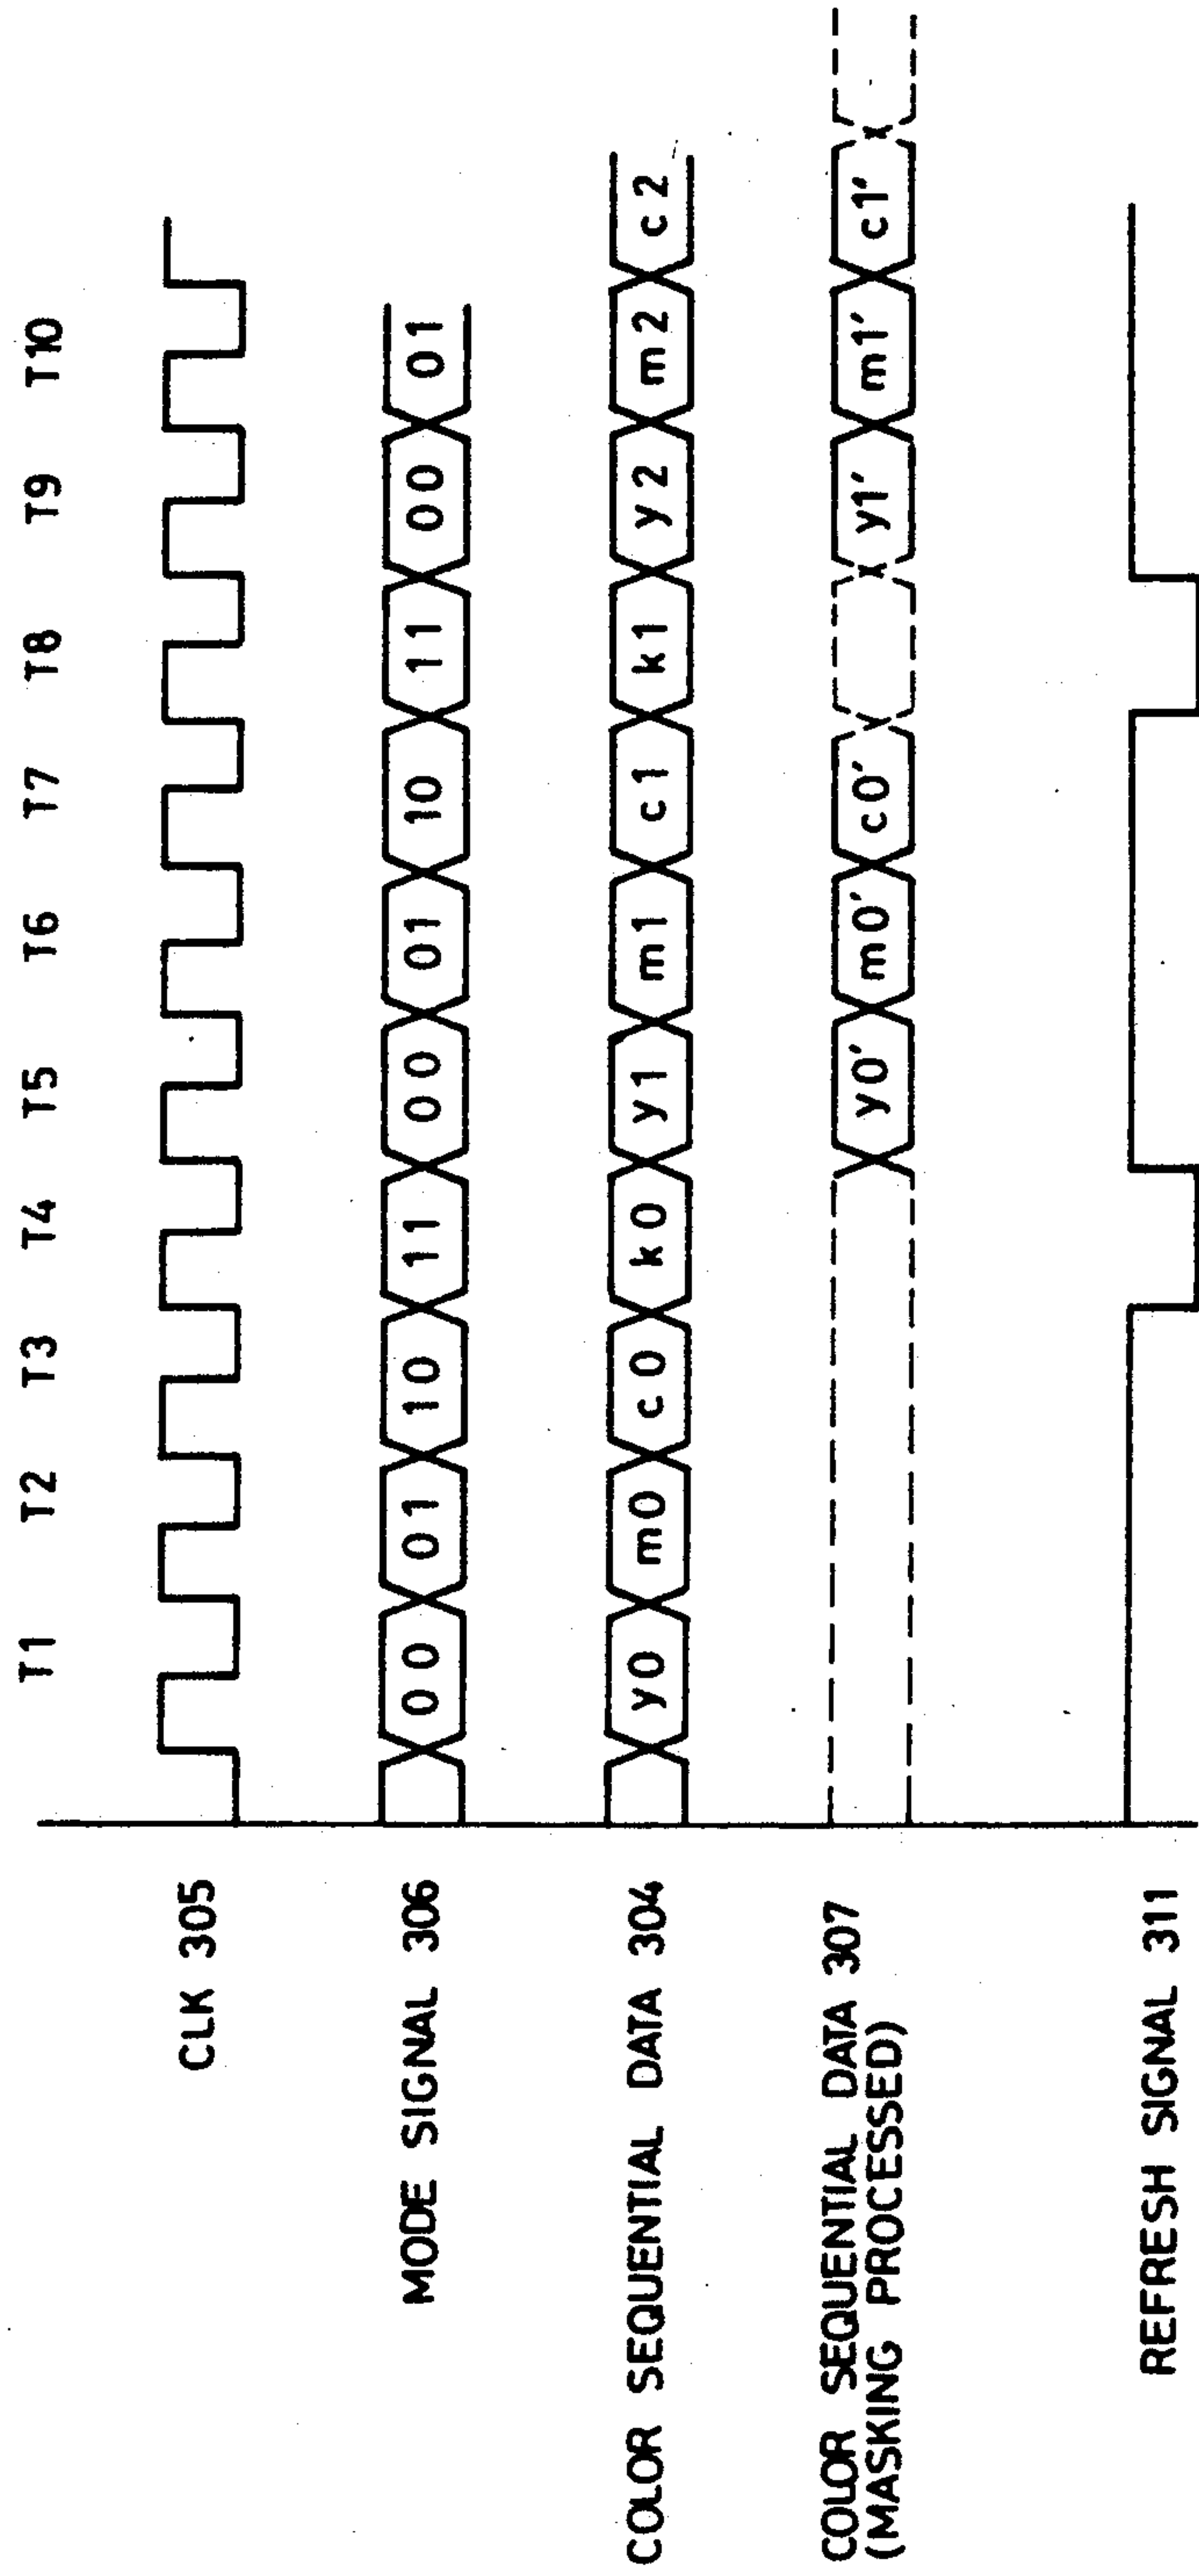 T1 T2 T3 T4 T5 T6 T7 T8 T9 T10
CLK 305
MODE SIGNAL 306 00 01 10 11 00 01 10 11 00 01
COLOR SEQUENTIAL DATA 304 y0 m0 c0 k0 y1 m1 c1 k1 y2 m2 c2
COLOR SEQUENTIAL DATA 307 y0' m0' c0' y1' m1' c1'
(MASKING PROCESSED)
REFRESH SIGNAL 311